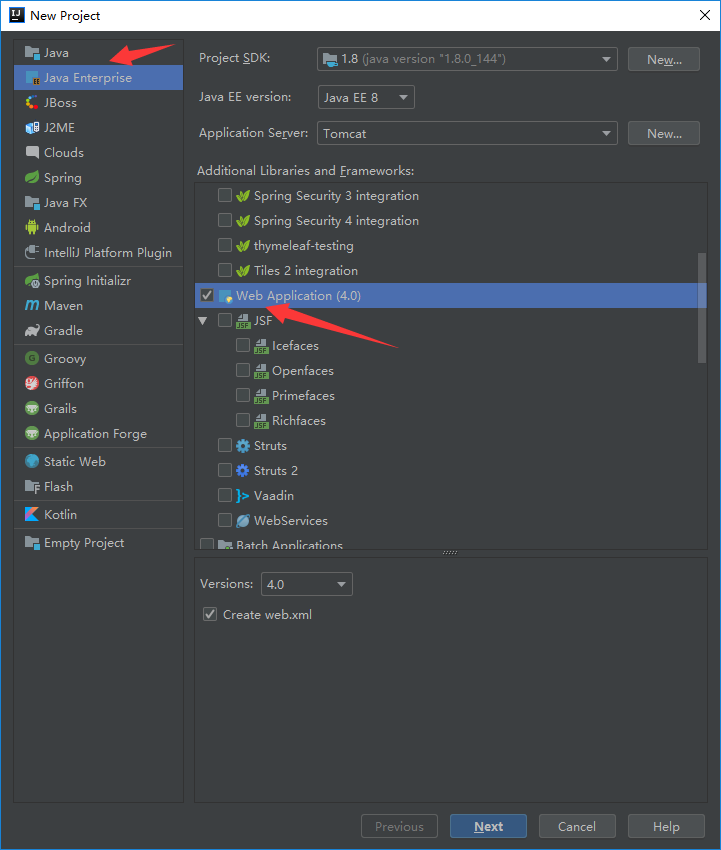 New Project
Java
Java Enterprise
JBoss
J2ME
Clouds
Spring
Java FX
Android
IntelliJ Platform Plugin
Spring Initializr
Maven
Gradle
Groovy
Griffon
Grails
Application Forge
Static Web
Flash
Kotlin
Empty Project
Project SDK: 1.8 (java version "1.8.0_144") New...
Java EE version: Java EE 8
Application Server: Tomcat New...
Additional Libraries and Frameworks:
Spring Security 3 integration
Spring Security 4 integration
thymeleaf-testing
Tiles 2 integration
Web Application (4.0)
JSF
Icefaces
Openfaces
Primefaces
Richfaces
Struts
Struts 2
Vaadin
WebServices
Batch Applications
Versions: 4.0
Create web.xml
Previous Next Cancel Help